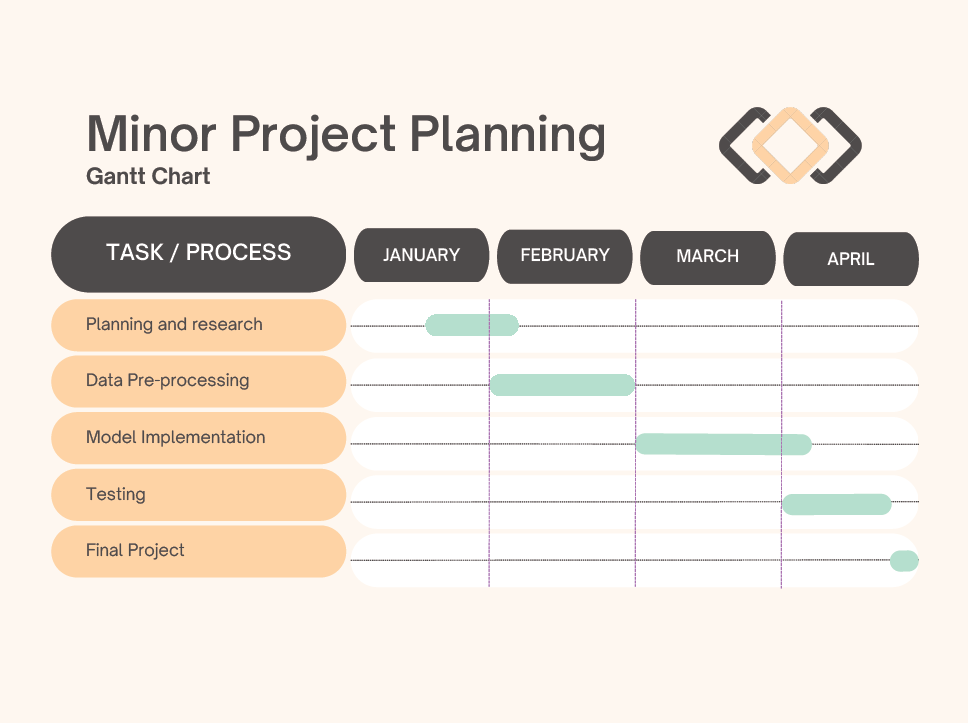 Minor Project Planning
Gantt Chart
TASK / PROCESS
JANUARY
FEBRUARY
MARCH
APRIL
Planning and research
Data Pre-processing
Model Implementation
Testing
Final Project